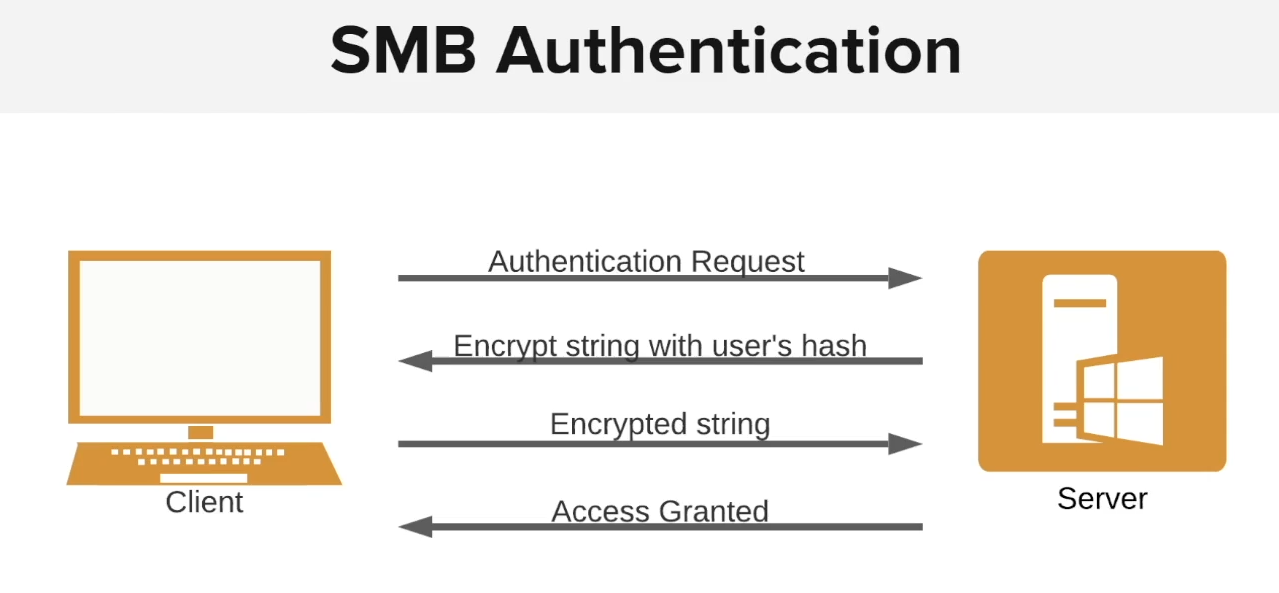 SMB Authentication
Authentication Request
Encrypt string with user's hash
Encrypted string
Access Granted
Client
Server